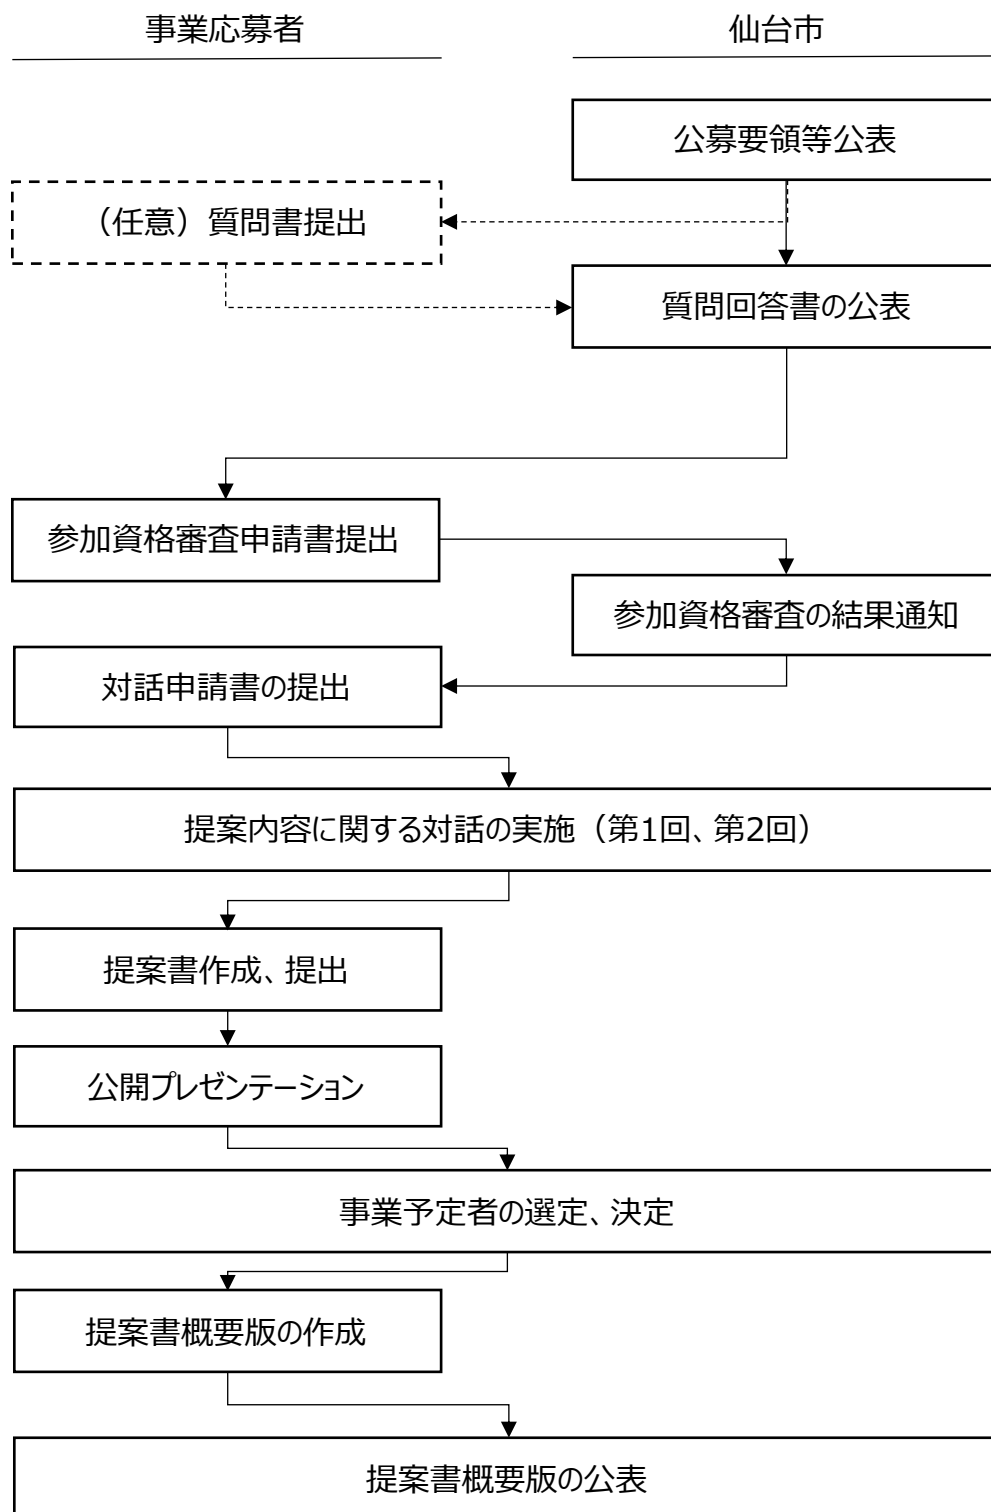 事業応募者
仙台市
公募要領等公表
（任意）質問書提出
質問回答書の公表
参加資格審査申請書提出
参加資格審査の結果通知
対話申請書の提出
提案内容に関する対話の実施（第1回、第2回）
提案書作成、提出
公開プレゼンテーション
事業予定者の選定、決定
提案書概要版の作成
提案書概要版の公表